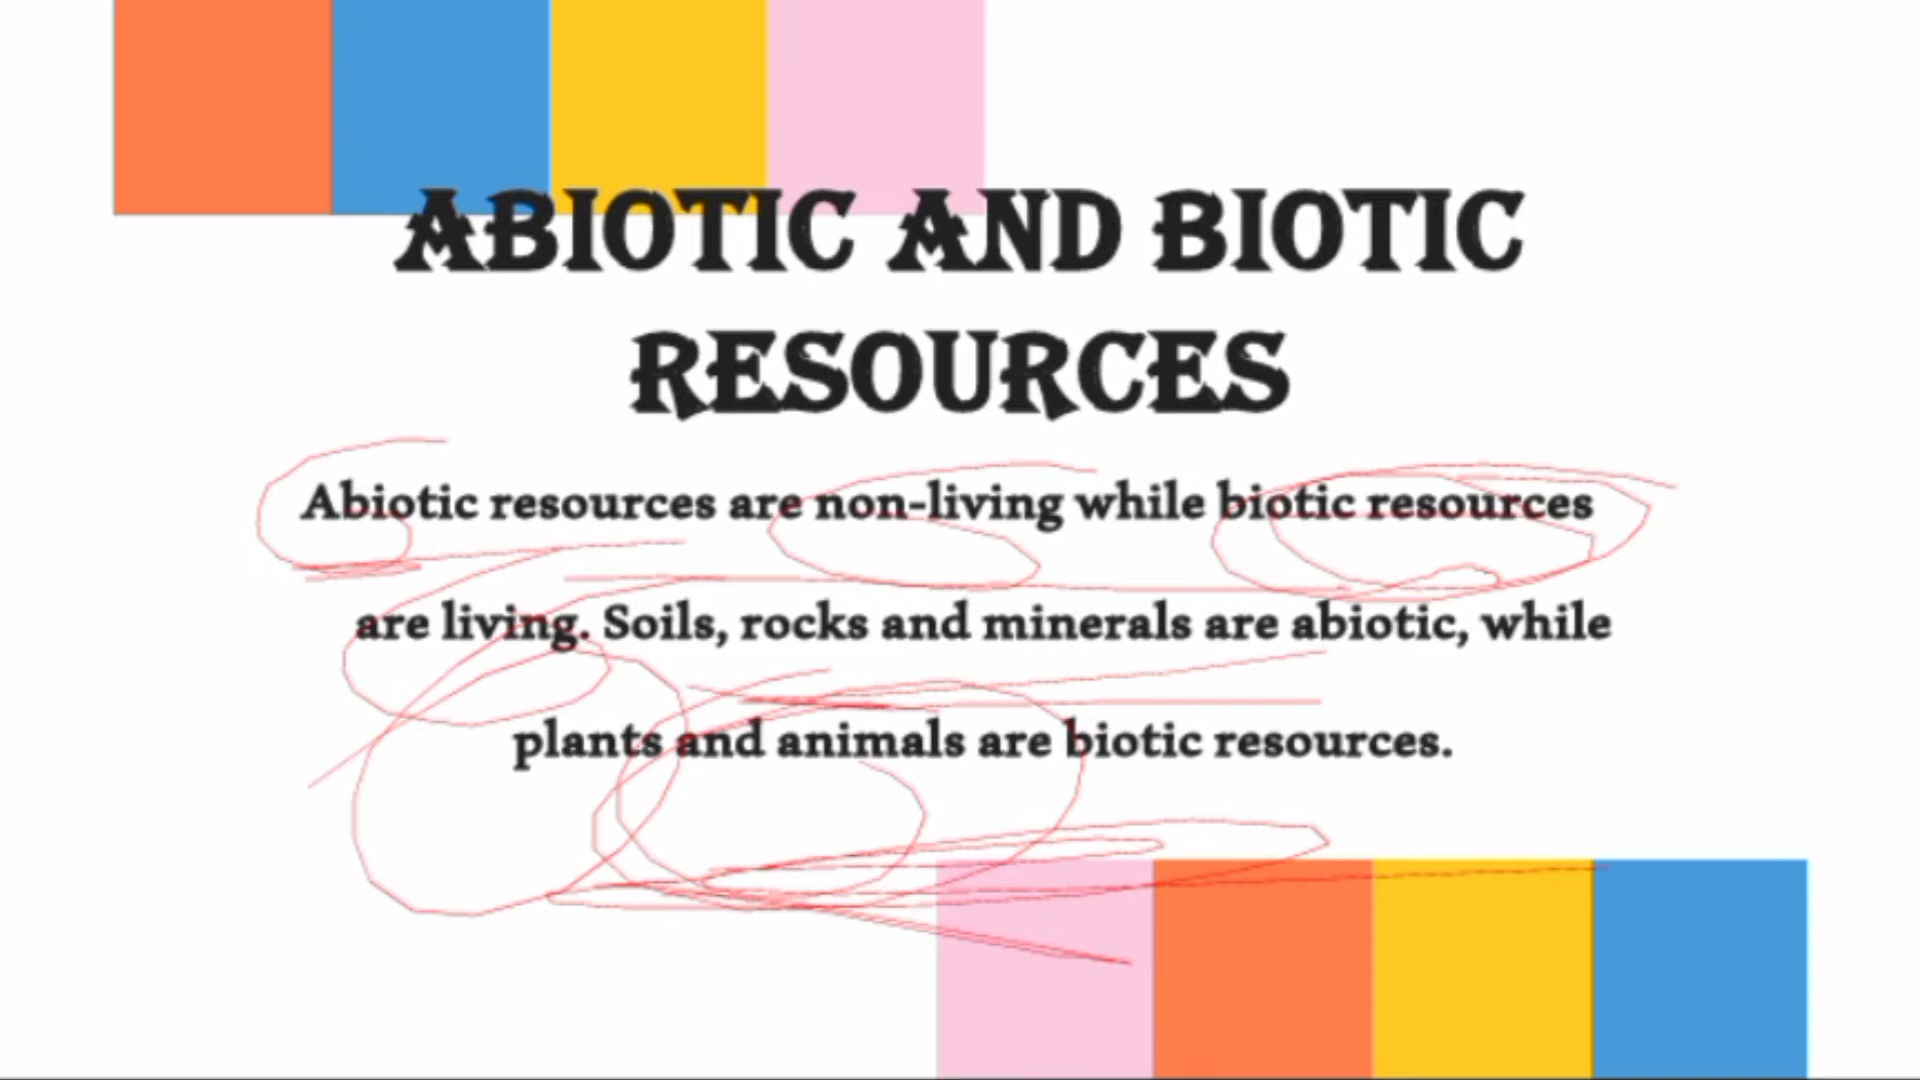 ABIOTIC AND BIOTIC
RESOURCES
Abiotic resources are non-living while biotic resources
are living. Soils, rocks and minerals are abiotic, while
plants and animals are biotic resources.